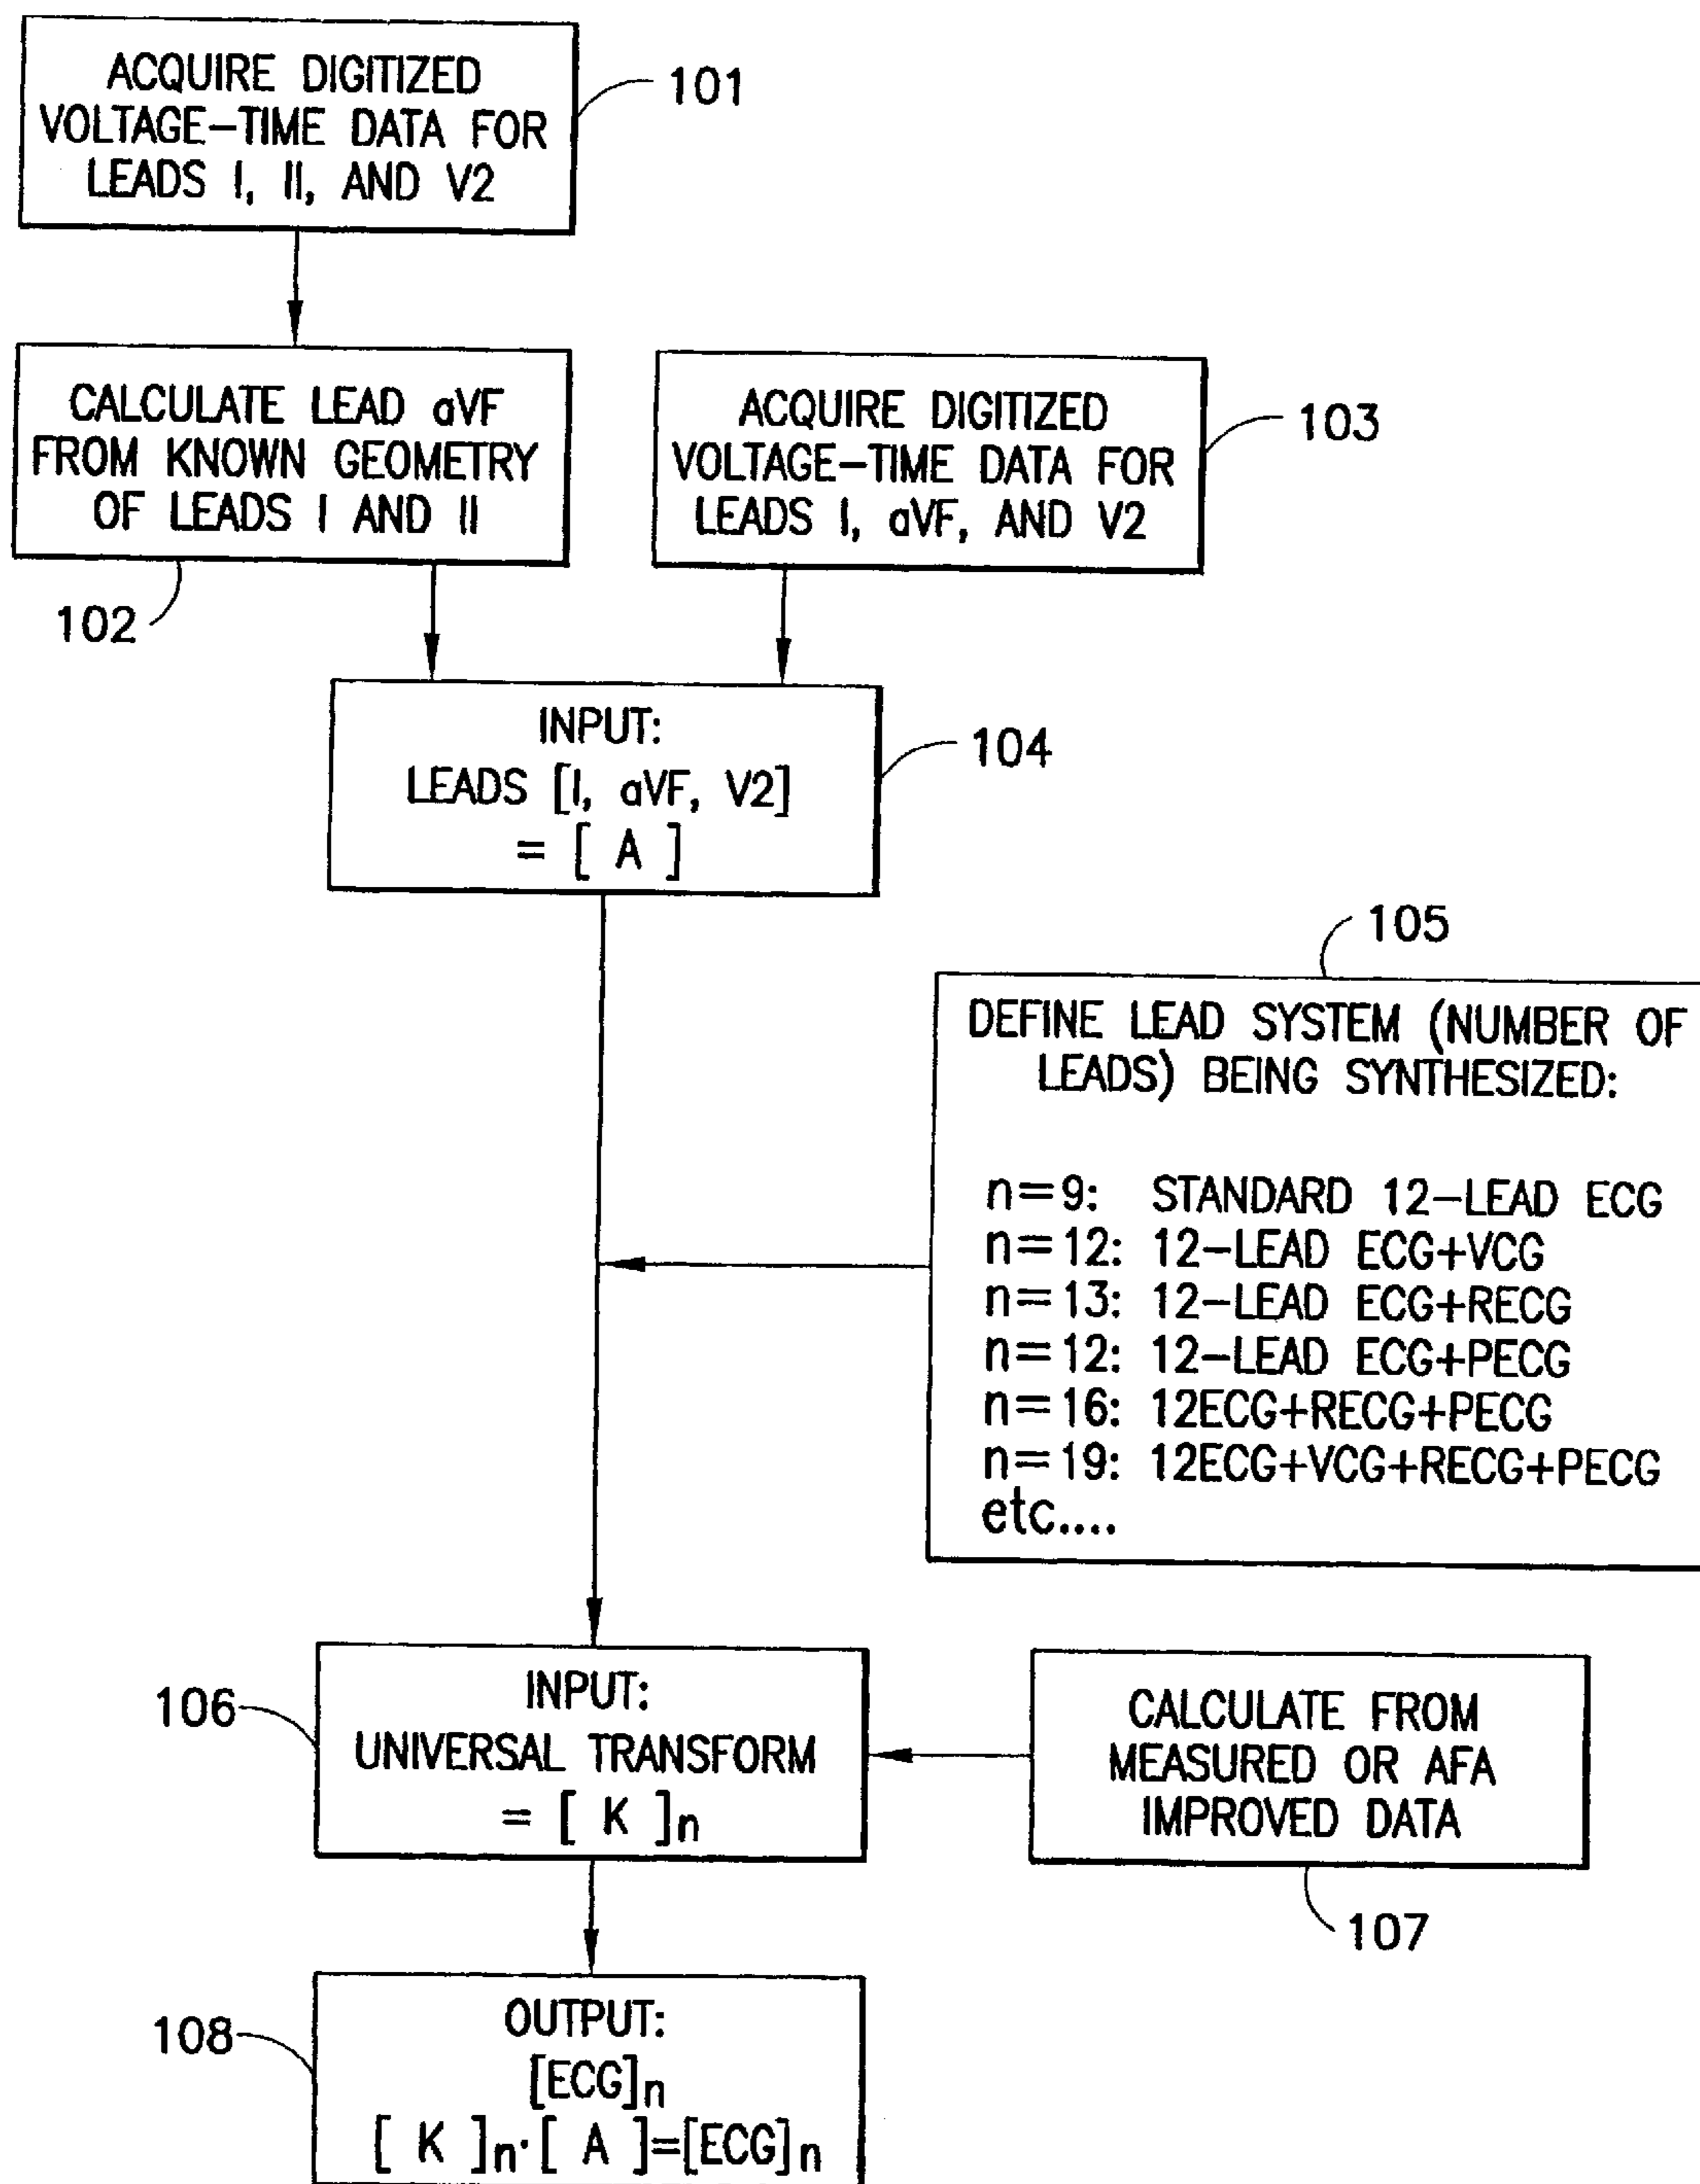 ACQUIRE DIGITIZED
VOLTAGE-TIME DATA FOR
LEADS I, II, AND V2
101
CALCULATE LEAD aVF
FROM KNOWN GEOMETRY
OF LEADS I AND II
102
ACQUIRE DIGITIZED
VOLTAGE-TIME DATA FOR
LEADS I, aVF, AND V2
103
INPUT:
LEADS [I, aVF, V2]
= [ A ]
104
105
DEFINE LEAD SYSTEM (NUMBER OF
LEADS) BEING SYNTHESIZED:
n=9: STANDARD 12-LEAD ECG
n=12: 12-LEAD ECG+VCG
n=13: 12-LEAD ECG+RECG
n=12: 12-LEAD ECG+PECG
n=16: 12ECG+RECG+PECG
n=19: 12ECG+VCG+RECG+PECG
etc....
106
INPUT:
UNIVERSAL TRANSFORM
= [ K ]n
CALCULATE FROM
MEASURED OR AFA
IMPROVED DATA
107
108
OUTPUT:
[ECG]n
[ K ]n·[ A ]=[ECG]n